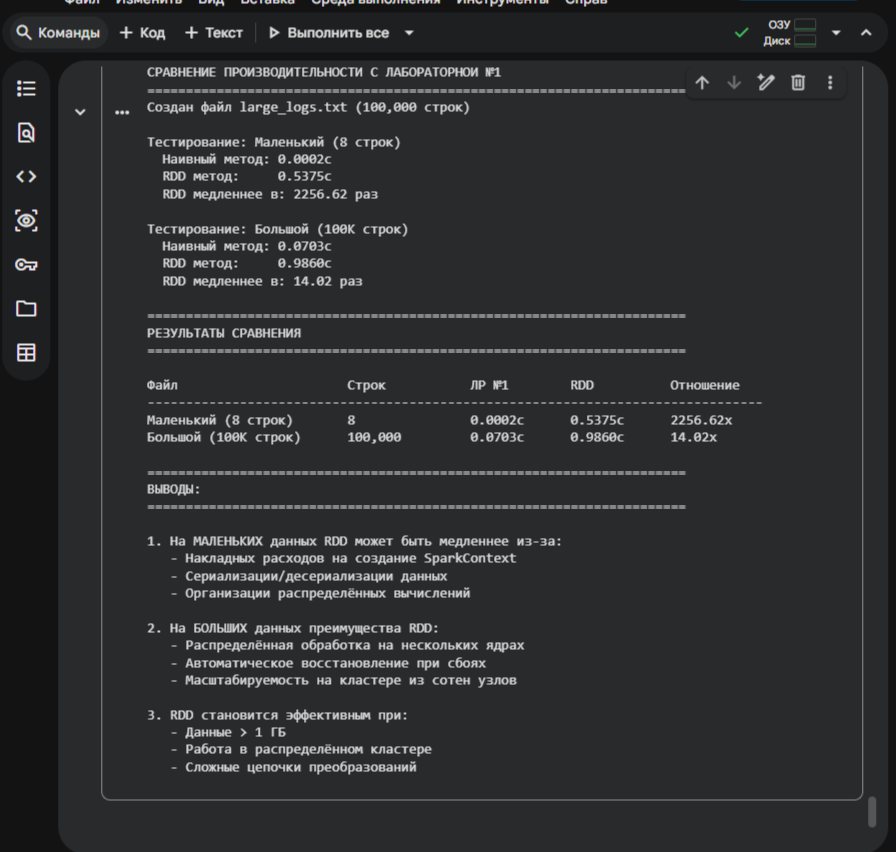 Файл Изменить Вид Вставка Среда выполнения Инструменты Справ
Команды + Код + Текст Выполнить все ОЗУ Диск
СРАВНЕНИЕ ПРОИЗВОДИТЕЛЬНОСТИ С ЛАБОРАТОРНОЙ №1
======================================================================
Создан файл large_logs.txt (100,000 строк)
Тестирование: Маленький (8 строк)
Наивный метод: 0.0002с
RDD метод: 0.5375с
RDD медленнее в: 2256.62 раз
Тестирование: Большой (100K строк)
Наивный метод: 0.0703с
RDD метод: 0.9860с
RDD медленнее в: 14.02 раз
======================================================================
РЕЗУЛЬТАТЫ СРАВНЕНИЯ
======================================================================
Файл Строк ЛР №1 RDD Отношение
--------------------------------------------------------------------------------
Маленький (8 строк) 8 0.0002с 0.5375с 2256.62x
Большой (100K строк) 100,000 0.0703с 0.9860с 14.02x
======================================================================
ВЫВОДЫ:
======================================================================
1. На МАЛЕНЬКИХ данных RDD может быть медленнее из-за:
- Накладных расходов на создание SparkContext
- Сериализации/десериализации данных
- Организации распределённых вычислений
2. На БОЛЬШИХ данных преимущества RDD:
- Распределённая обработка на нескольких ядрах
- Автоматическое восстановление при сбоях
- Масштабируемость на кластере из сотен узлов
3. RDD становится эффективным при:
- Данные > 1 ГБ
- Работа в распределённом кластере
- Сложные цепочки преобразований